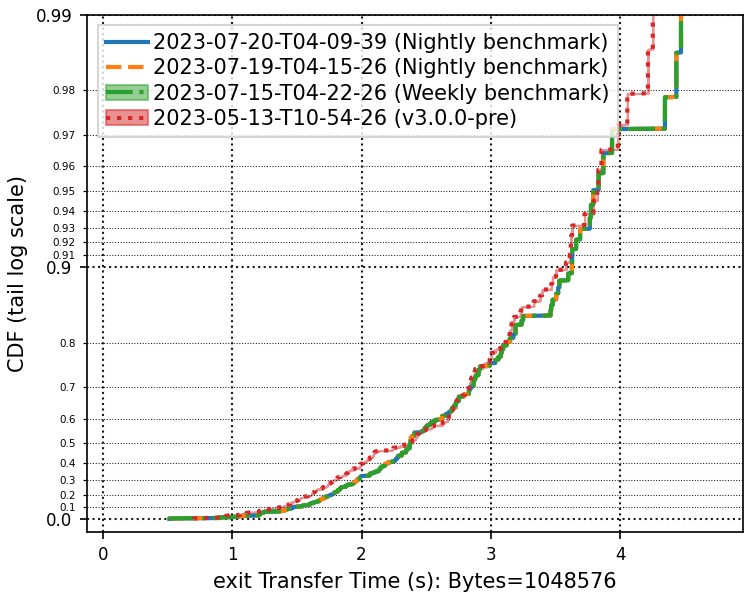 0.99
2023-07-20-T04-09-39 (Nightly benchmark)
2023-07-19-T04-15-26 (Nightly benchmark)
2023-07-15-T04-22-26 (Weekly benchmark)
2023-05-13-T10-54-26 (v3.0.0-pre)
0.98
0.97
0.96
0.95
0.94
0.93
0.92
0.91
0.9
0.8
0.7
0.6
0.5
0.4
0.3
0.2
0.1
0.0
CDF (tail log scale)
0 1 2 3 4
exit Transfer Time (s): Bytes=1048576